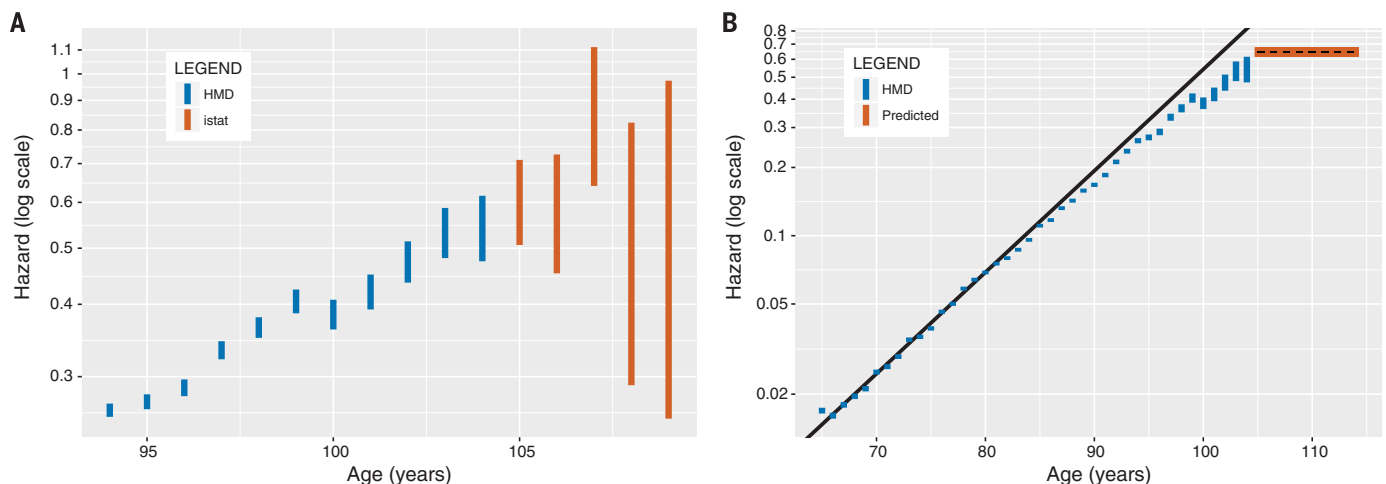 A
Hazard (log scale)
1.1
1
0.9
0.8
0.7
0.6
0.5
0.4
0.3
LEGEND
HMD
istat
95
100
105
Age (years)
B
Hazard (log scale)
0.8
0.7
0.6
0.5
0.4
0.3
0.2
0.1
0.05
0.02
LEGEND
HMD
Predicted
70
80
90
100
110
Age (years)